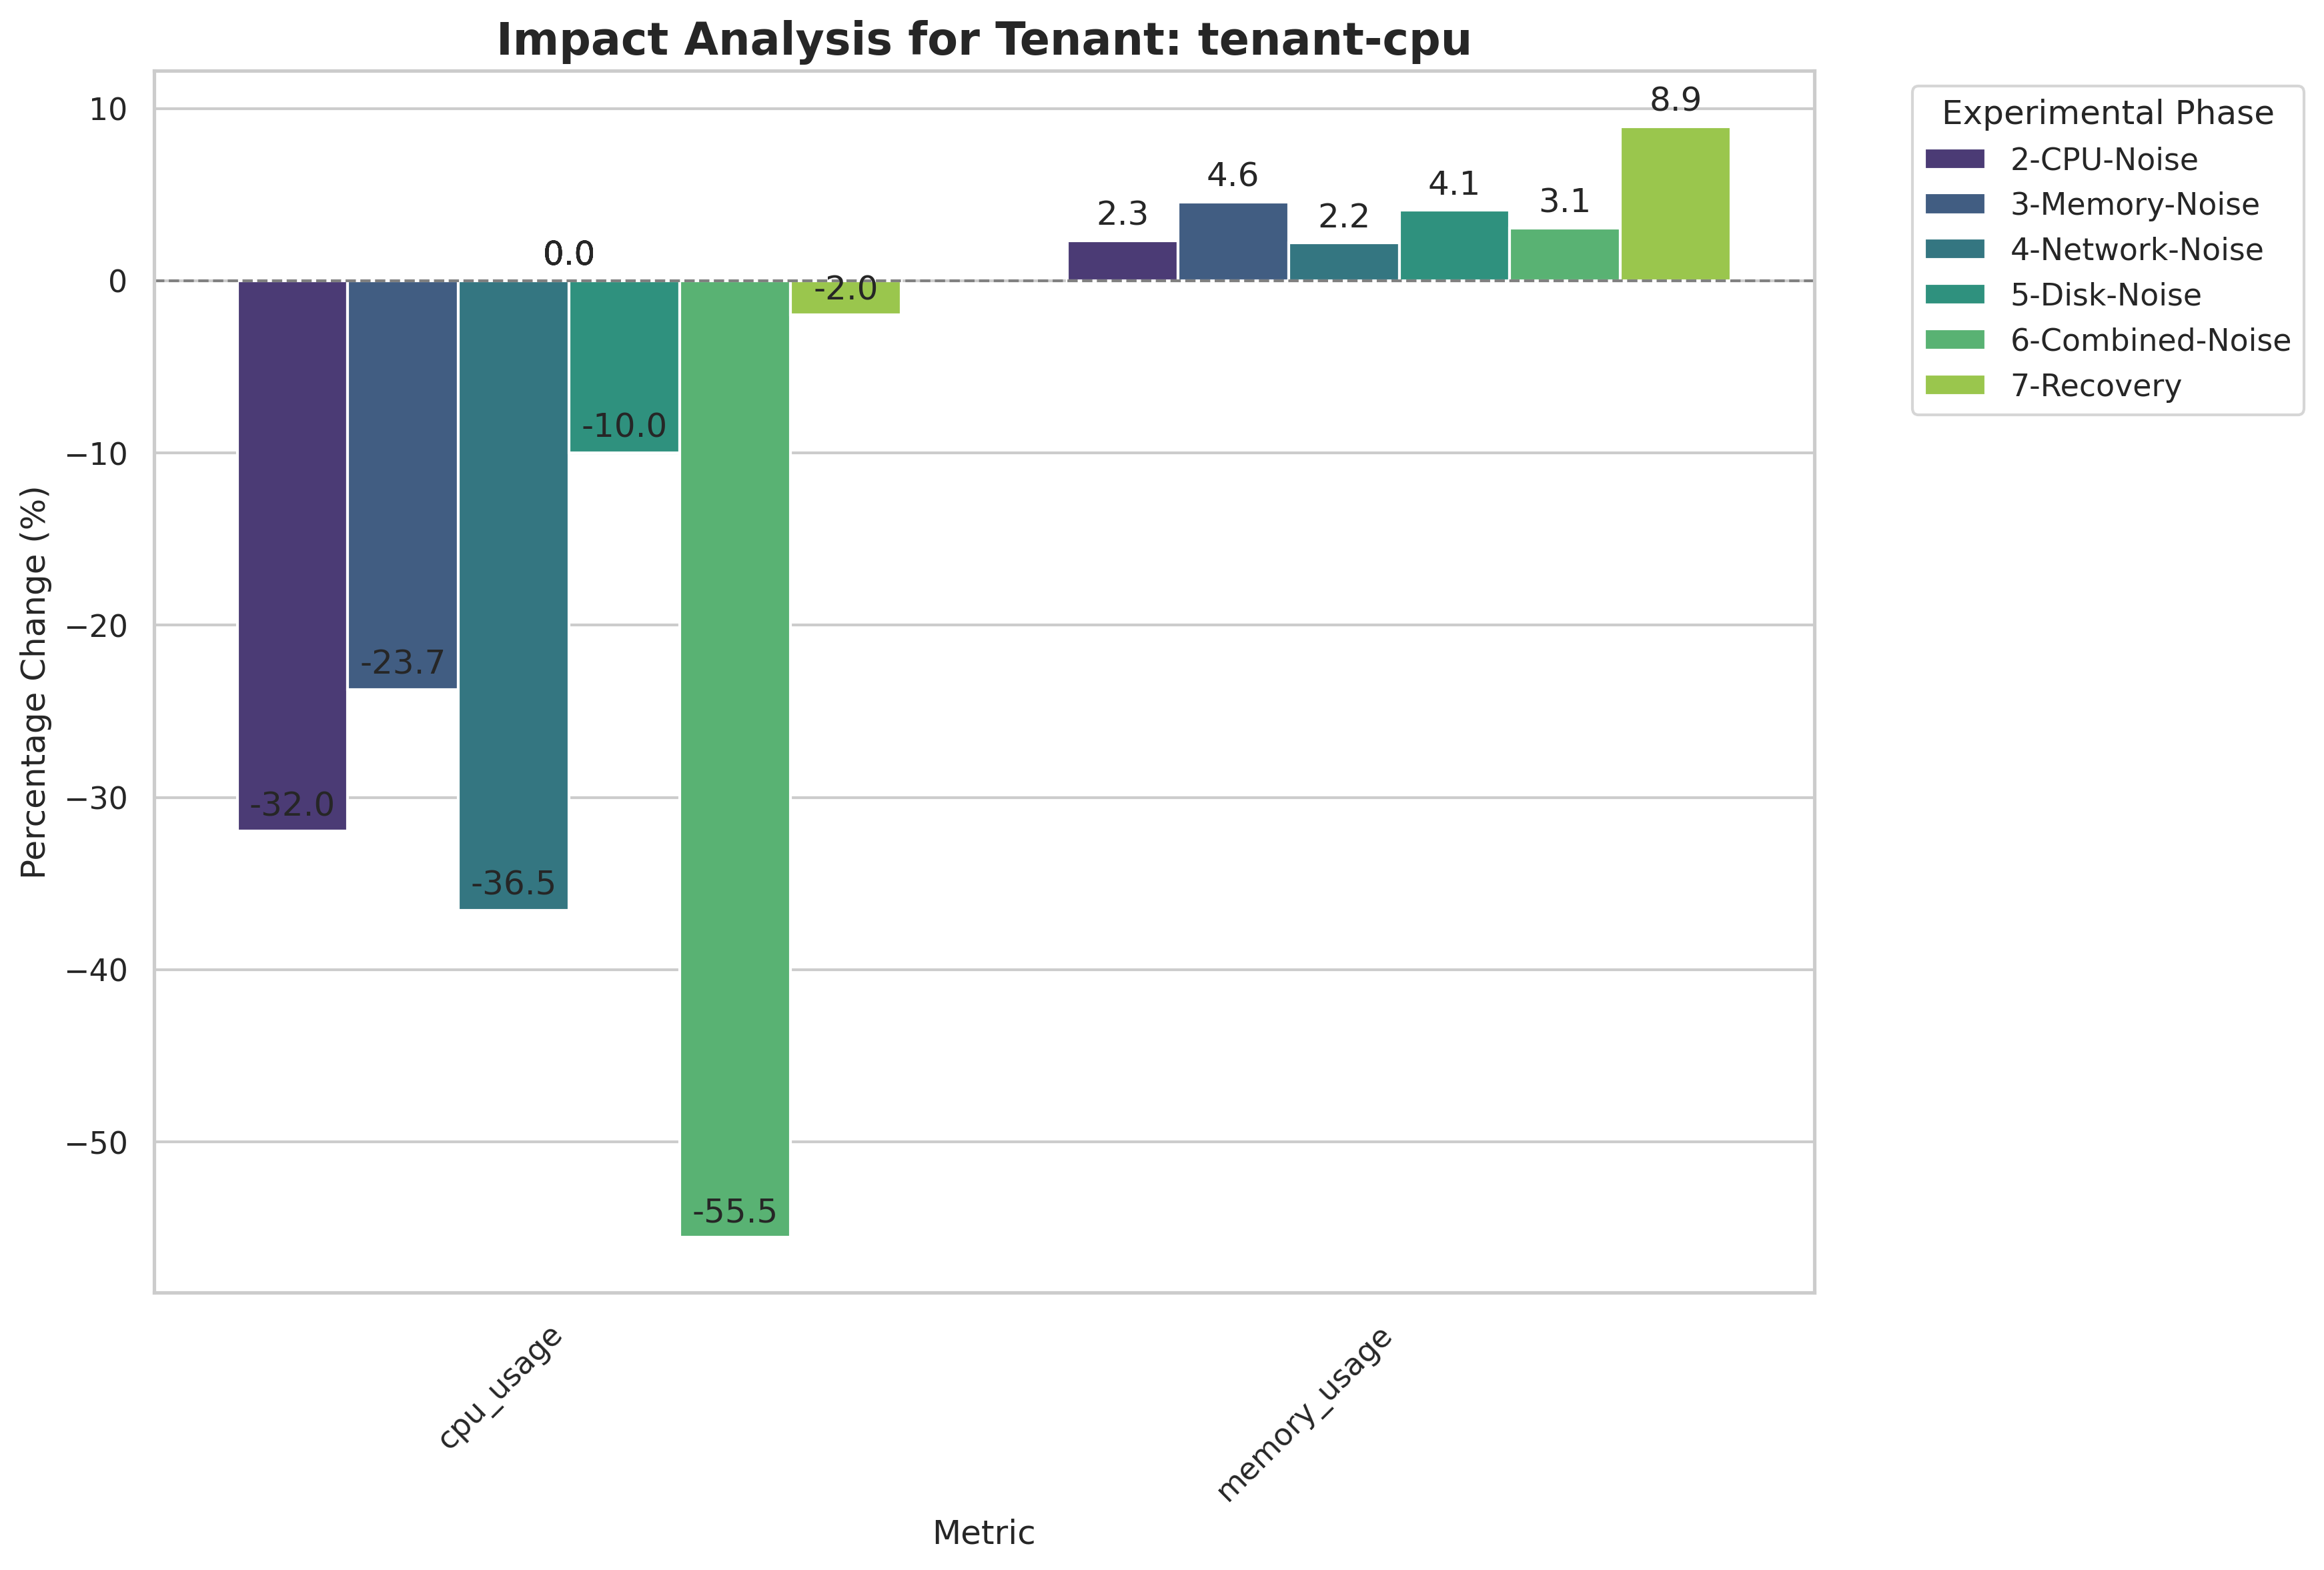 Impact Analysis for Tenant: tenant-cpu
Percentage Change (%)
10
0
−10
−20
−30
−40
−50
0.0
-32.0
-23.7
-36.5
-10.0
-55.5
-2.0
2.3
4.6
2.2
4.1
3.1
8.9
cpu_usage
memory_usage
Metric
Experimental Phase
2-CPU-Noise
3-Memory-Noise
4-Network-Noise
5-Disk-Noise
6-Combined-Noise
7-Recovery